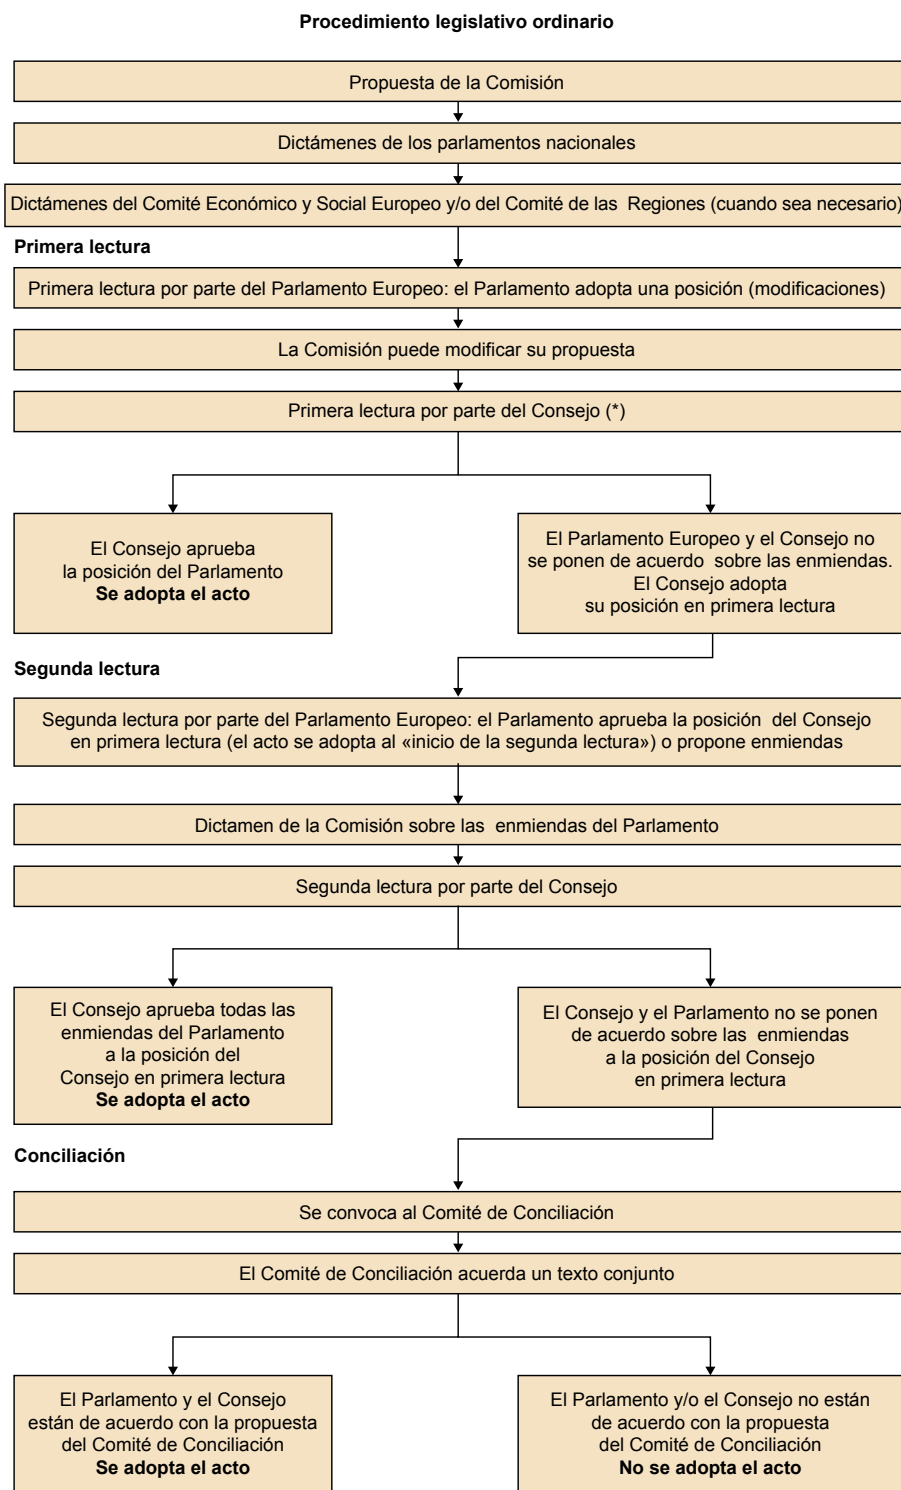 Procedimiento legislativo ordinario
Propuesta de la Comisión
Dictámenes de los parlamentos nacionales
Dictámenes del Comité Económico y Social Europeo y/o del Comité de las Regiones (cuando sea necesario)
Primera lectura
Primera lectura por parte del Parlamento Europeo: el Parlamento adopta una posición (modificaciones)
La Comisión puede modificar su propuesta
Primera lectura por parte del Consejo (*)
El Consejo aprueba
la posición del Parlamento
Se adopta el acto
El Parlamento Europeo y el Consejo no
se ponen de acuerdo sobre las enmiendas.
El Consejo adopta
su posición en primera lectura
Segunda lectura
Segunda lectura por parte del Parlamento Europeo: el Parlamento aprueba la posición del Consejo
en primera lectura (el acto se adopta al «inicio de la segunda lectura») o propone enmiendas
Dictamen de la Comisión sobre las enmiendas del Parlamento
Segunda lectura por parte del Consejo
El Consejo aprueba todas las
enmiendas del Parlamento
a la posición del
Consejo en primera lectura
Se adopta el acto
El Consejo y el Parlamento no se ponen
de acuerdo sobre las enmiendas
a la posición del Consejo
en primera lectura
Conciliación
Se convoca al Comité de Conciliación
El Comité de Conciliación acuerda un texto conjunto
El Parlamento y el Consejo
están de acuerdo con la propuesta
del Comité de Conciliación
Se adopta el acto
El Parlamento y/o el Consejo no están
de acuerdo con la propuesta
del Comité de Conciliación
No se adopta el acto